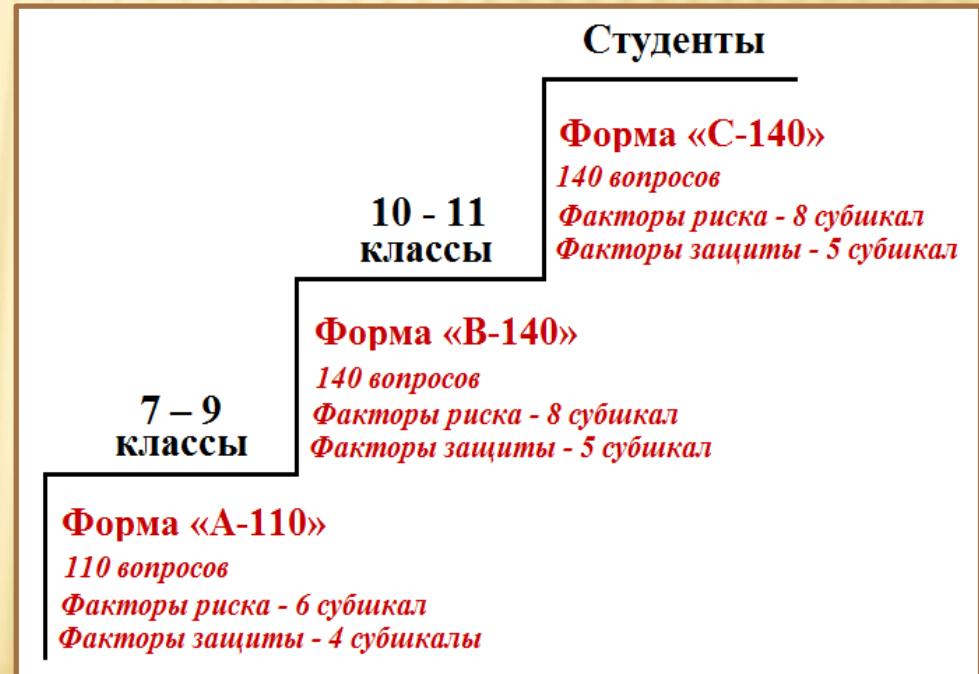 Студенты
Форма «С-140»
140 вопросов
Факторы риска - 8 субшкал
Факторы защиты - 5 субшкал
10 - 11
классы
Форма «В-140»
140 вопросов
Факторы риска - 8 субшкал
Факторы защиты - 5 субшкал
7 – 9
классы
Форма «А-110»
110 вопросов
Факторы риска - 6 субшкал
Факторы защиты - 4 субшкалы